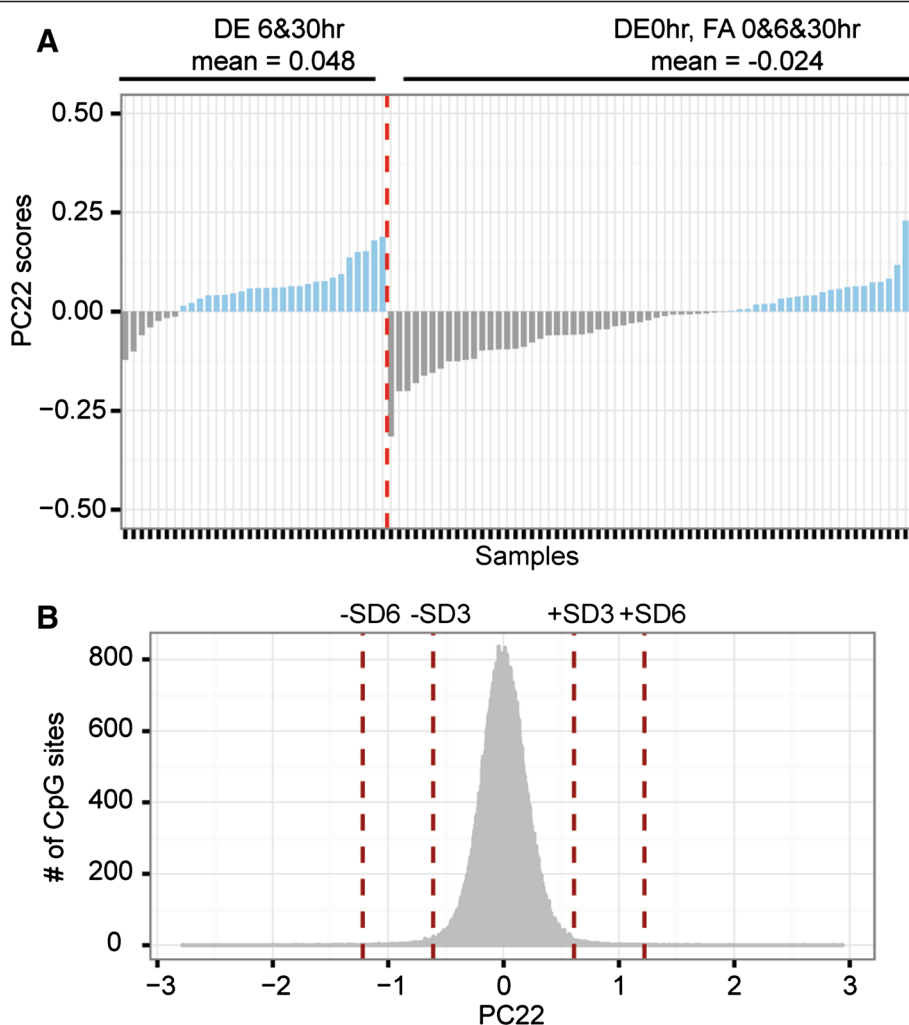 A
DE 6&30hr
mean = 0.048
DE0hr, FA 0&6&30hr
mean = -0.024
PC22 scores
0.50
0.25
0.00
−0.25
−0.50
Samples
B
-SD6 -SD3 +SD3 +SD6
# of CpG sites
800
600
400
200
0
−3 −2 −1 0 1 2 3
PC22